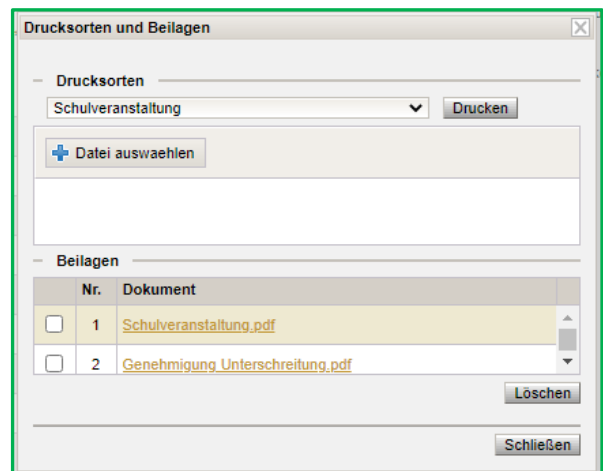 Drucksorten und Beilagen
Drucksorten
Schulveranstaltung Drucken
Datei auswaehlen
Beilagen
Nr. Dokument
1 Schulveranstaltung.pdf
2 Genehmigung Unterschreitung.pdf
Löschen
Schließen